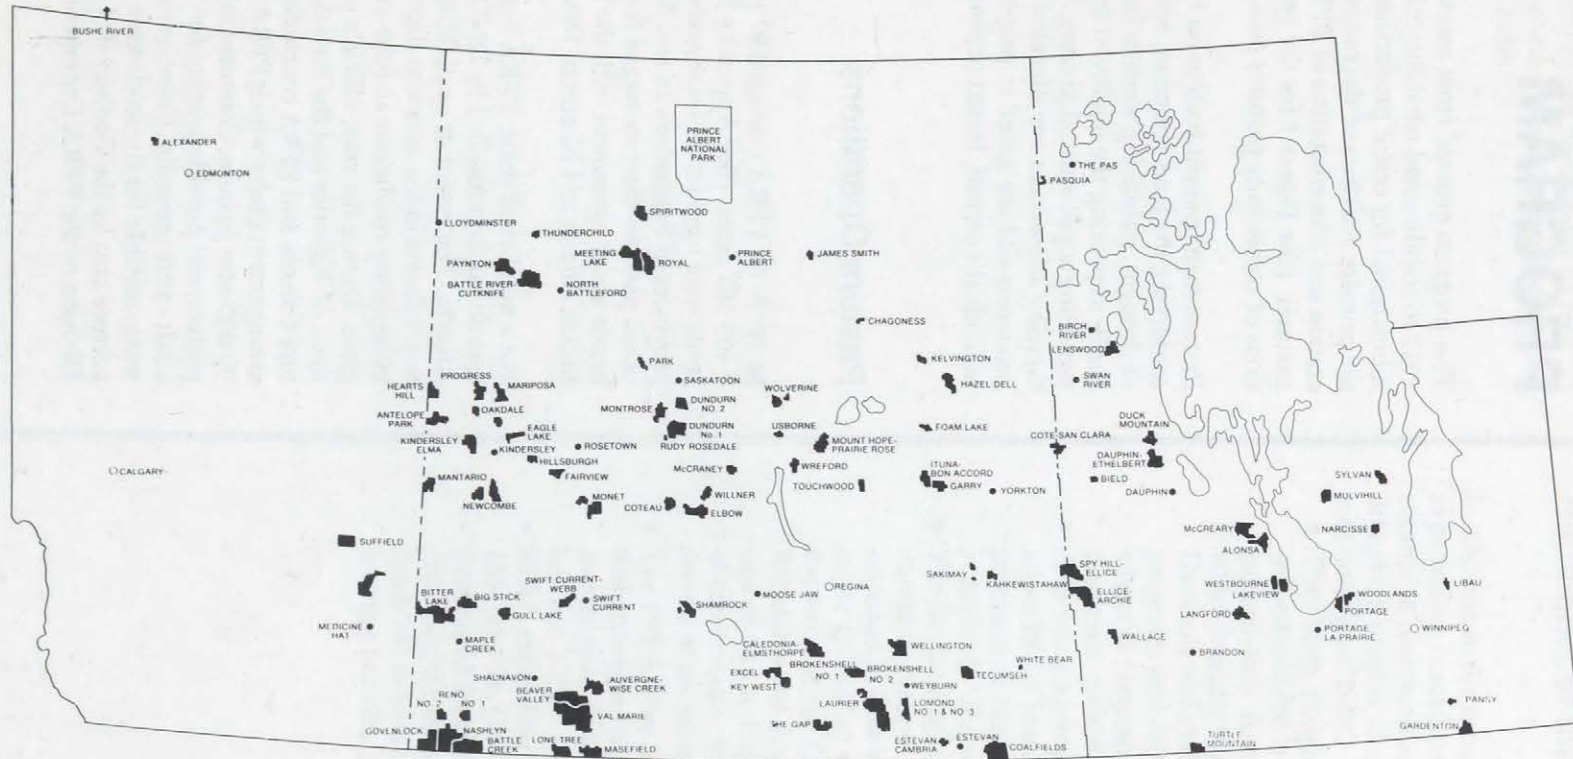 BUSHE RIVER
ALEXANDER
EDMONTON
CALGARY
SUFFIELD
MEDICINE
HAT
PRINCE
ALBERT
NATIONAL
PARK
LLOYDMINSTER
THUNDERCHILD
SPIRITWOOD
PAYNTON
MEETING
LAKE
ROYAL
PRINCE
ALBERT
JAMES SMITH
BATTLE RIVER-
CUTKNIFE
NORTH
BATTLEFORD
CHAGONESS
PARK
KELVINGTON
PROGRESS
HEARTS
HILL
MARIPOSA
SASKATOON
WOLVERINE
HAZEL DELL
OAKDALE
MONTROSE
DUNDURN
NO. 2
ANTELOPE
PARK
EAGLE
LAKE
DUNDURN
No. 1
USBORNE
FOAM LAKE
KINDERSLEY
ELMA
KINDERSLEY
ROSETOWN
RUDY ROSEDALE
MOUNT HOPE-
PRAIRIE ROSE
HILLSBURGH
FAIRVIEW
McCRANEY
WREFORD
ITUNA-
BON ACCORD
MANTARIO
NEWCOMBE
MONET
COTEAU
WILLNER
ELBOW
TOUCHWOOD
GARRY
YORKTON
BITTER
LAKE
BIG STICK
SWIFT CURRENT-
WEBB
SWIFT
CURRENT
GULL LAKE
SHAMROCK
MOOSE JAW
REGINA
SAKIMAY
KAHKEWISTAHAW
MAPLE
CREEK
CALEDONIA-
ELMSTHORPE
WELLINGTON
SHAUNAVON
BEAVER
VALLEY
AUVERGNE-
WISE CREEK
EXCEL
KEY WEST
BROKENSHELL
NO. 1
BROKENSHELL
NO. 2
WEYBURN
TECUMSEH
WHITE BEAR
RENO
NO. 2
NO. 1
VAL MARIE
LAURIER
LOMOND
NO. 1 & NO. 3
THE GAP
GOVENLOCK
NASHLYN
BATTLE
CREEK
LONE TREE
MASEFIELD
ESTEVAN
CAMBRIA
ESTEVAN
COALFIELDS
THE PAS
PASQUIA
BIRCH
RIVER
LENSWOOD
SWAN
RIVER
DUCK
MOUNTAIN
COTE-SAN CLARA
DAUPHIN-
ETHELBERT
BIELD
DAUPHIN
SYLVAN
MULVIHILL
McCREARY
NARCISSE
ALONSA
SPY HILL-
ELLICE
WESTBOURNE
LAKEVIEW
LIBAU
ELLICE-
ARCHIE
LANGFORD
WOODLANDS
PORTAGE
WALLACE
PORTAGE
LA PRAIRIE
WINNIPEG
BRANDON
PANSY
GARDENTON
TURTLE
MOUNTAIN